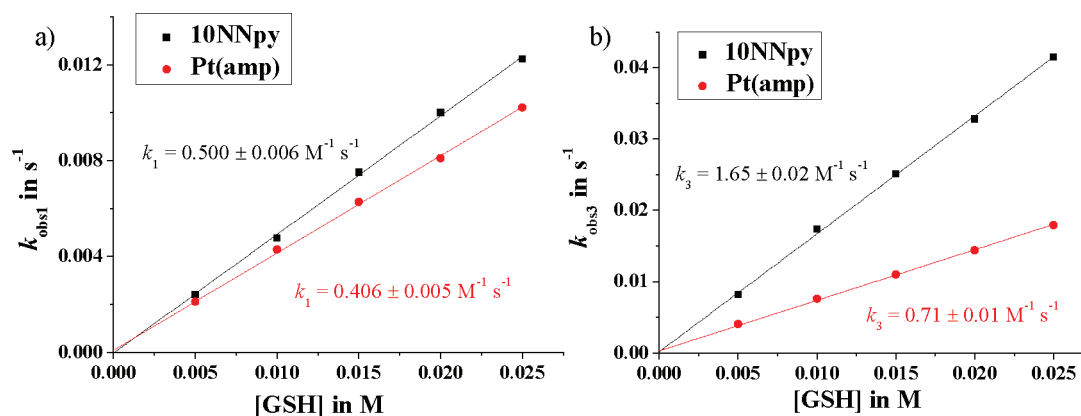 a)
10NNpy
Pt(amp)
0.012
0.008
0.004
0.000
k₁ = 0.500 ± 0.006 M⁻¹ s⁻¹
k₁ = 0.406 ± 0.005 M⁻¹ s⁻¹
k_obs1 in s⁻¹
0.000 0.005 0.010 0.015 0.020 0.025
[GSH] in M
b)
10NNpy
Pt(amp)
0.04
0.03
0.02
0.01
0.00
k₃ = 1.65 ± 0.02 M⁻¹ s⁻¹
k₃ = 0.71 ± 0.01 M⁻¹ s⁻¹
k_obs3 in s⁻¹
0.000 0.005 0.010 0.015 0.020 0.025
[GSH] in M